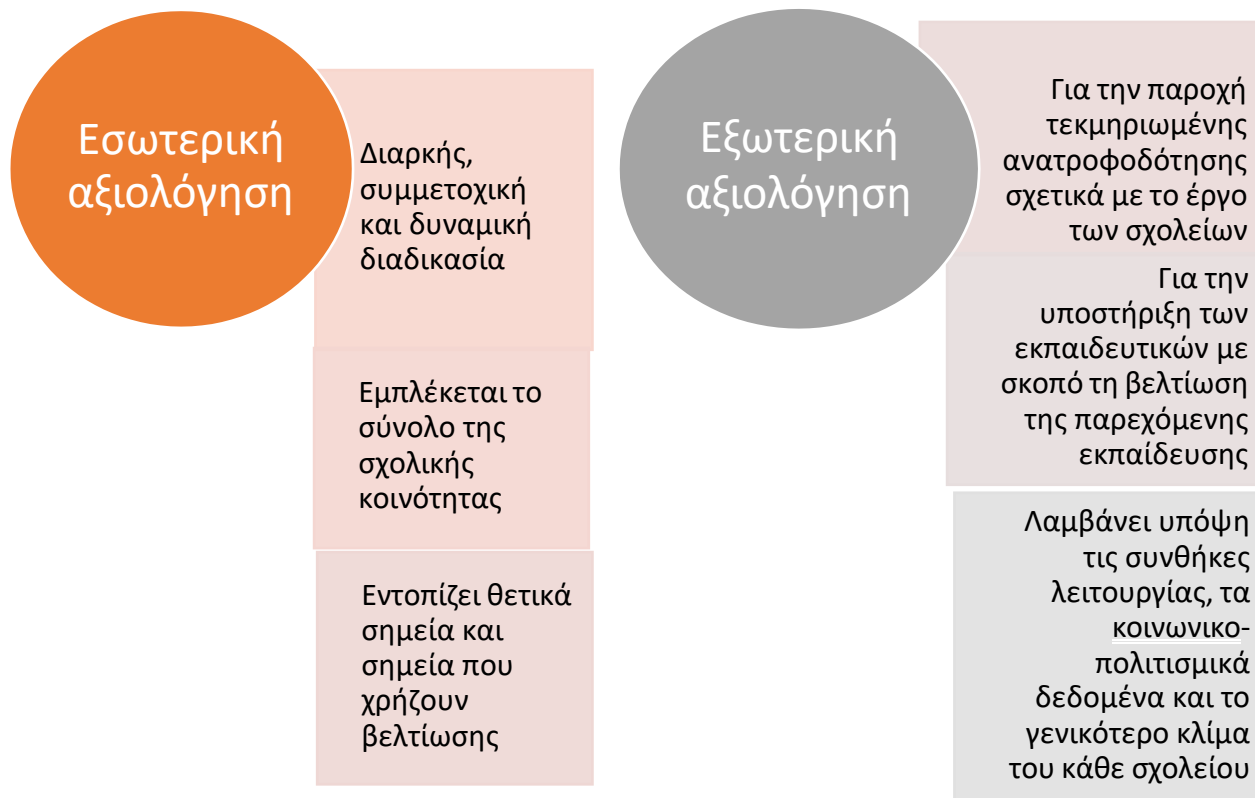 Εσωτερική
αξιολόγηση
Διαρκής,
συμμετοχική
και δυναμική
διαδικασία
Εμπλέκεται το
σύνολο της
σχολικής
κοινότητας
Εντοπίζει θετικά
σημεία και
σημεία που
χρήζουν
βελτίωσης
Εξωτερική
αξιολόγηση
Για την παροχή
τεκμηριωμένης
ανατροφοδότησης
σχετικά με το έργο
των σχολείων
Για την
υποστήριξη των
εκπαιδευτικών με
σκοπό τη βελτίωση
της παρεχόμενης
εκπαίδευσης
Λαμβάνει υπόψη
τις συνθήκες
λειτουργίας, τα
κοινωνικο-
πολιτισμικά
δεδομένα και το
γενικότερο κλίμα
του κάθε σχολείου